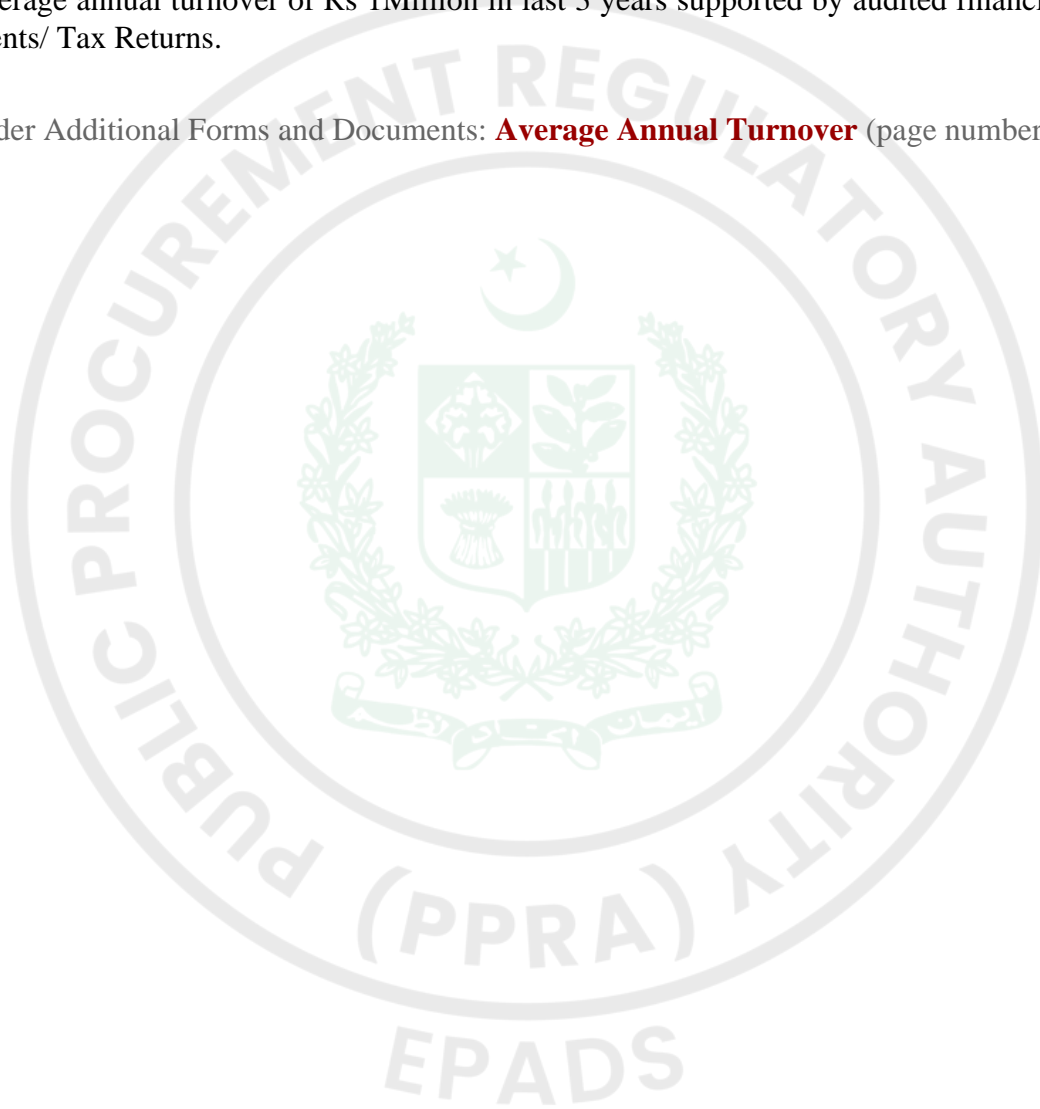 erage annual turnover of Rs 1Million in last years supported by audited financi
ents/ Tax Returns.
der Additional Forms and Documents: Average Annual Turnover (page number
PUBLIC PROCUREMENT REGULATORY AUTHORITY
(PPRA)
EPADS